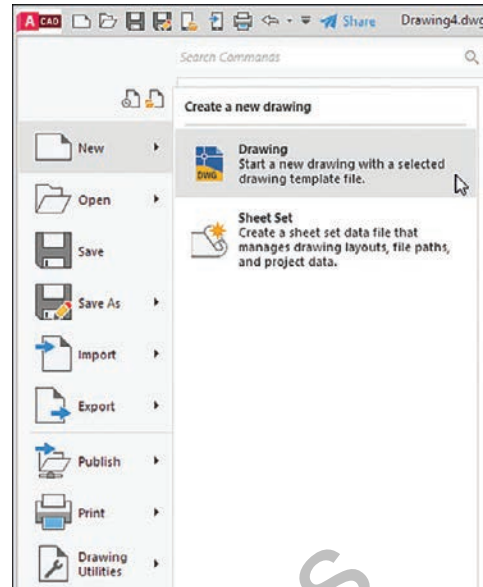 A CAD Share Drawing4.dwg
Search Commands
Create a new drawing
New
Drawing
Start a new drawing with a selected
drawing template file.
DWG
Open
Sheet Set
Create a sheet set data file that
manages drawing layouts, file paths,
and project data.
Save
Save As
Import
Export
Publish
Print
Drawing
Utilities
S